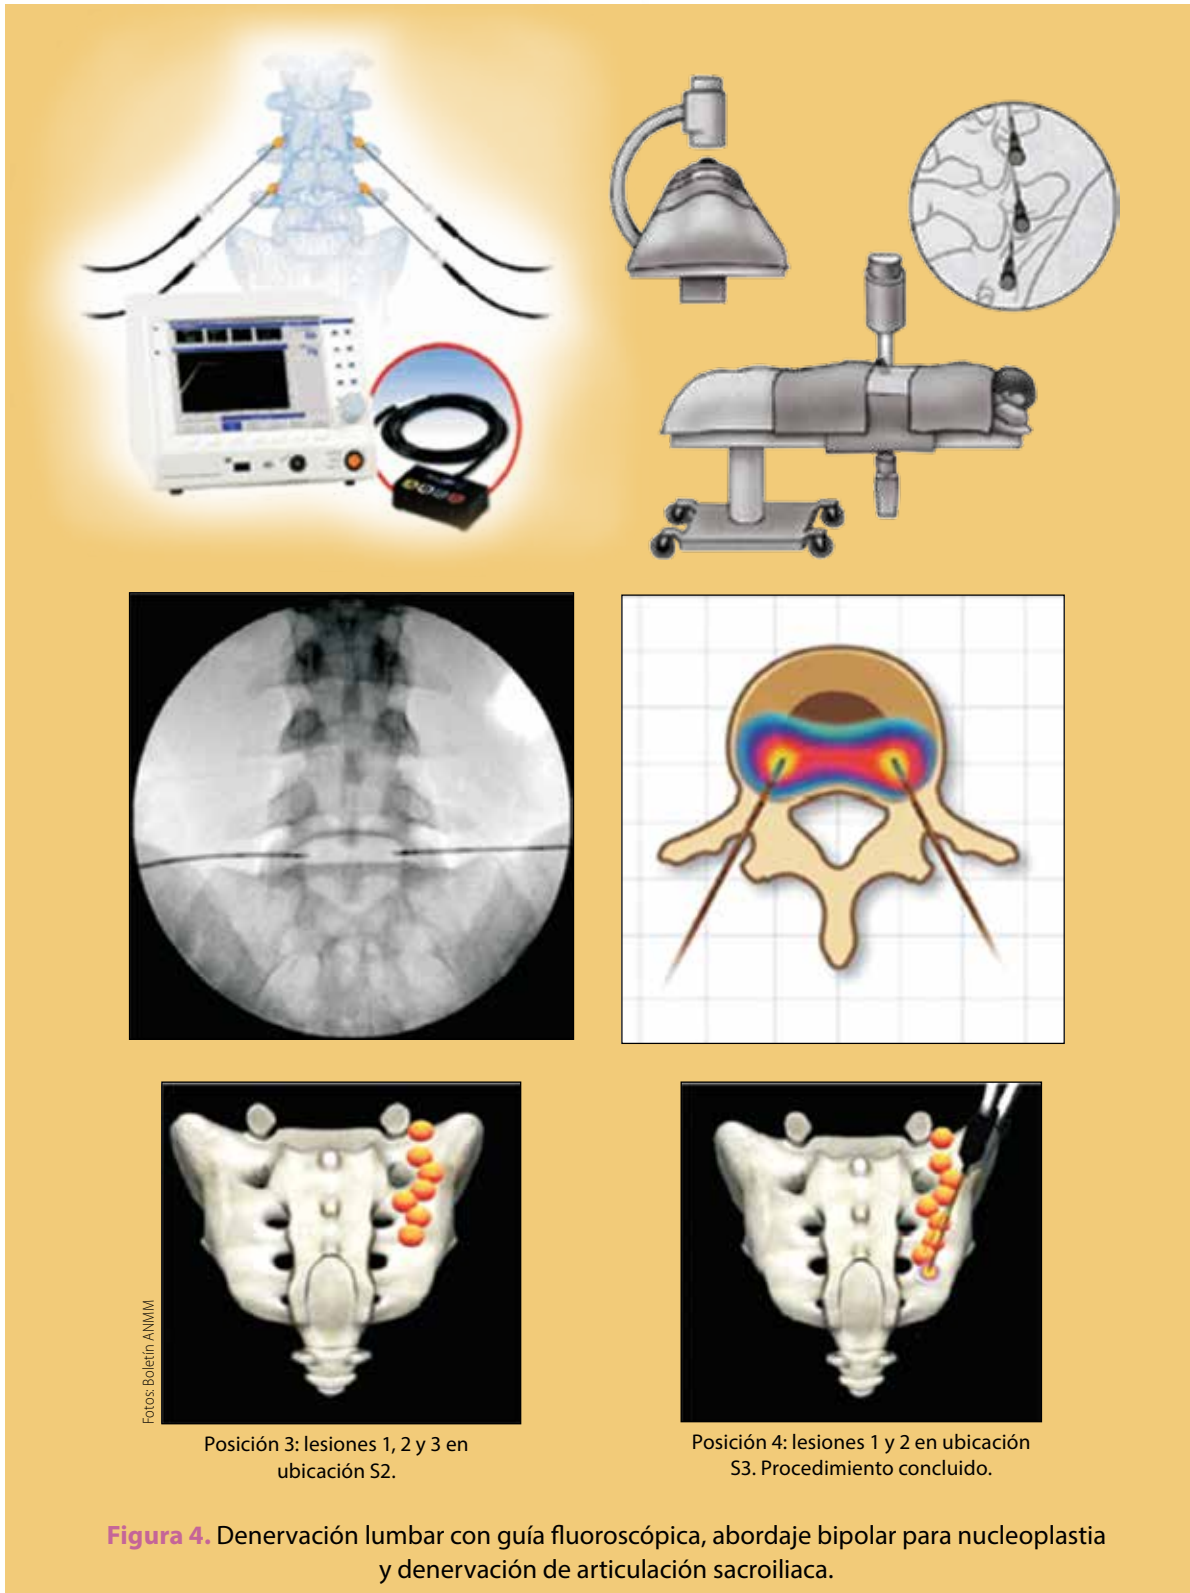 Fotos: Boletín ANMM
Posición 3: lesiones 1, 2 y 3 en
ubicación S2.
Posición 4: lesiones 1 y 2 en ubicación
S3. Procedimiento concluido.
Figura 4. Denervación lumbar con guía fluoroscópica, abordaje bipolar para nucleoplastia
y denervación de articulación sacroiliaca.